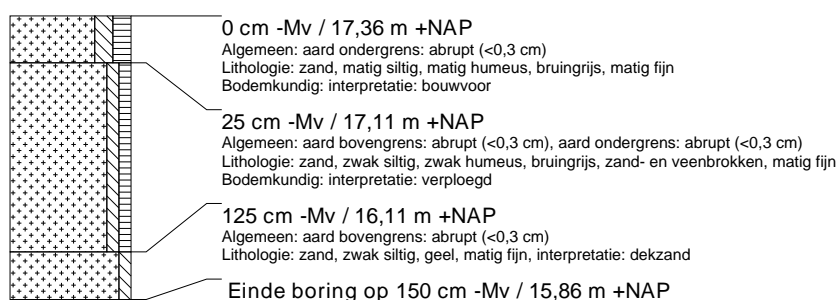 0 cm -Mv / 17,36 m +NAP
Algemeen: aard ondergrens: abrupt (<0,3 cm)
Lithologie: zand, matig siltig, matig humeus, bruingrijs, matig fijn
Bodemkundig: interpretatie: bouwvoor
25 cm -Mv / 17,11 m +NAP
Algemeen: aard bovengrens: abrupt (<0,3 cm), aard ondergrens: abrupt (<0,3 cm)
Lithologie: zand, zwak siltig, zwak humeus, bruingrijs, zand- en veenbrokken, matig fijn
Bodemkundig: interpretatie: verploegd
125 cm -Mv / 16,11 m +NAP
Algemeen: aard bovengrens: abrupt (<0,3 cm)
Lithologie: zand, zwak siltig, geel, matig fijn, interpretatie: dekzand
Einde boring op 150 cm -Mv / 15,86 m +NAP